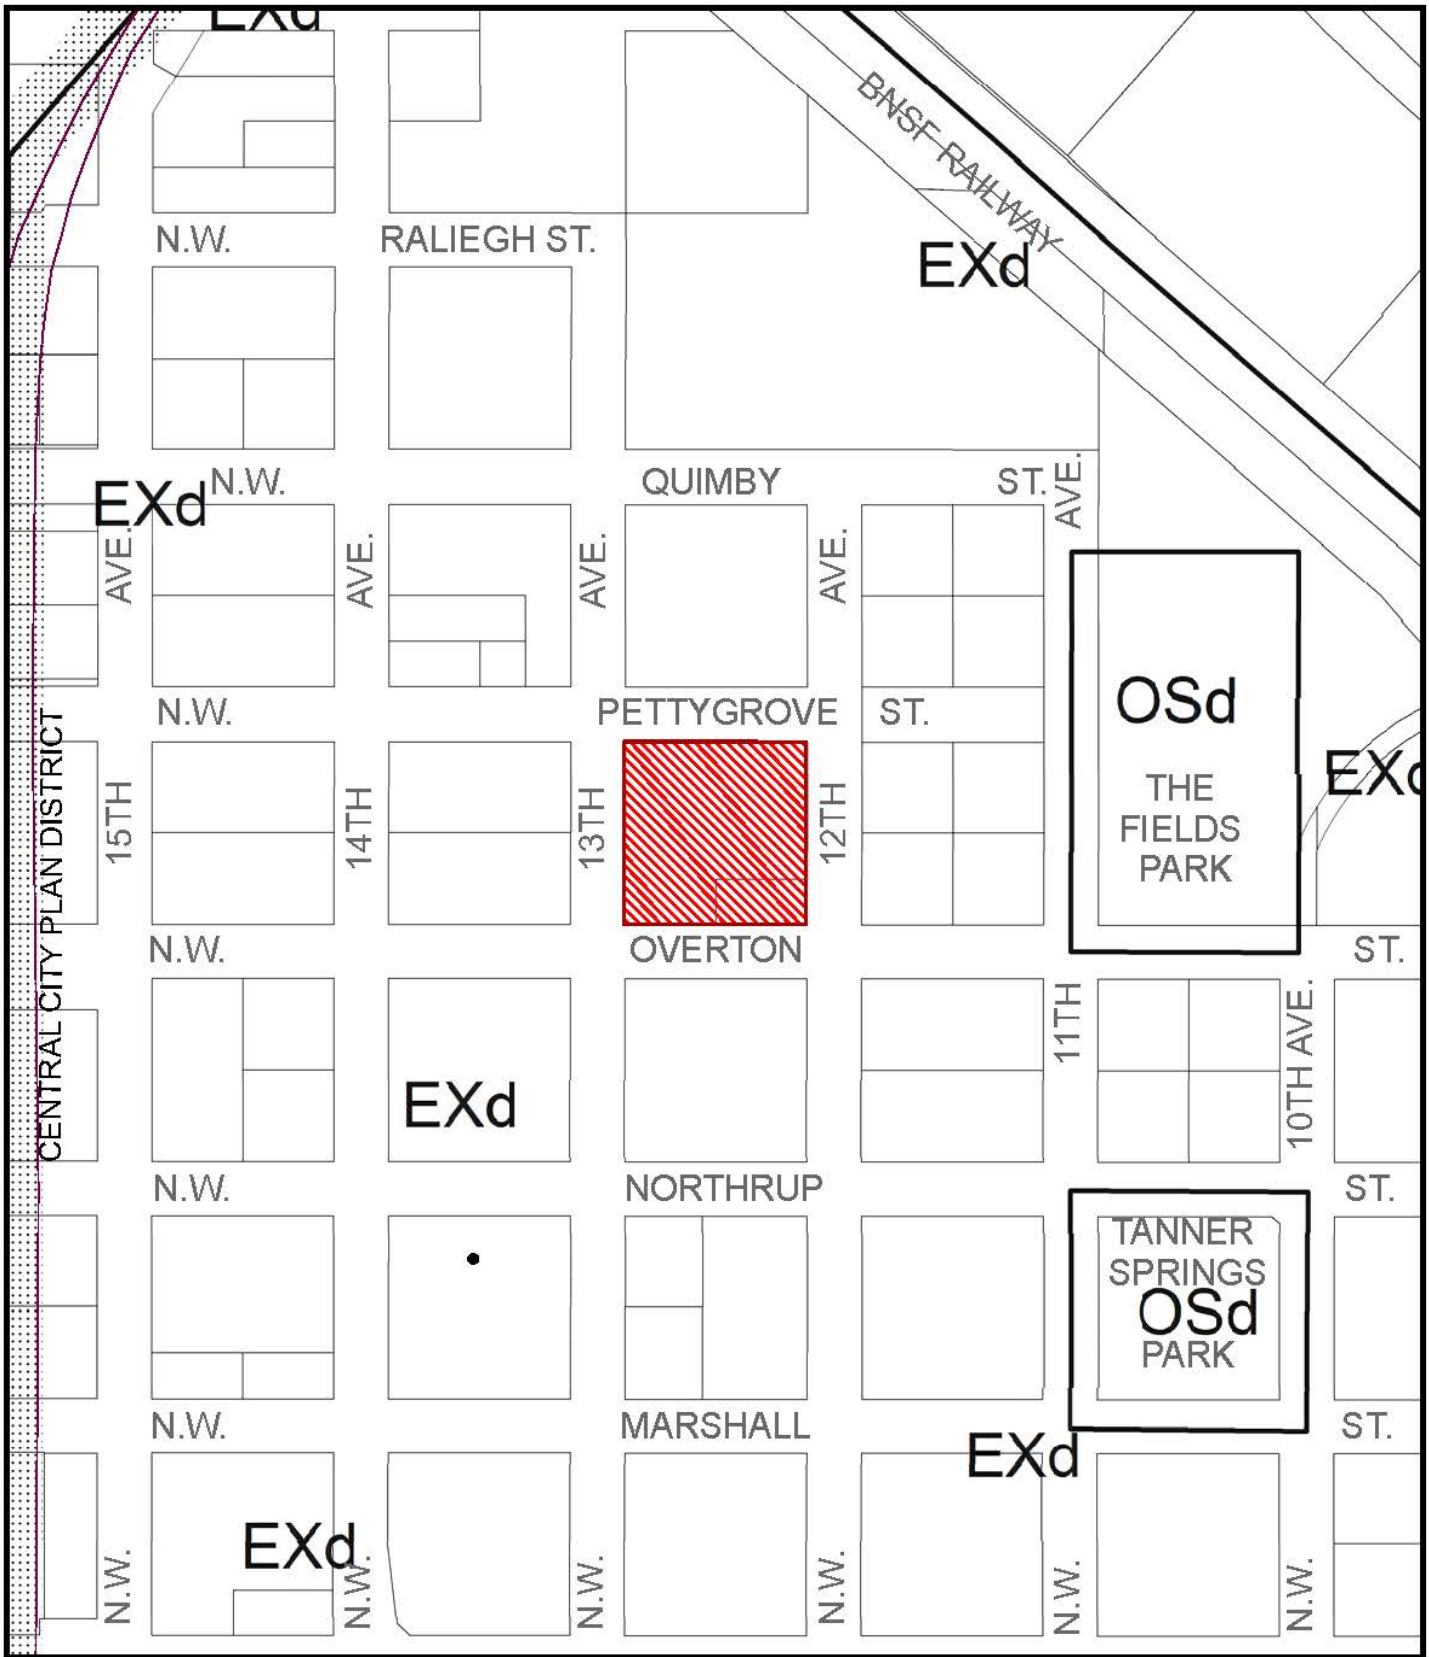 EXd
BNSF RAILWAY
N.W. RALIEGH ST.
EXd
N.W. QUIMBY ST.
EXd
AVE.
AVE.
AVE.
AVE.
AVE.
OSd
N.W. PETTYGROVE ST.
EXd
THE
FIELDS
PARK
CENTRAL CITY PLAN DISTRICT
15TH
14TH
13TH
12TH
N.W. OVERTON ST.
11TH
10TH AVE.
EXd
N.W. NORTHRUP ST.
TANNER
SPRINGS
OSd
PARK
N.W. MARSHALL ST.
EXd
EXd
N.W.
N.W.
N.W.
N.W.
N.W.
N.W.